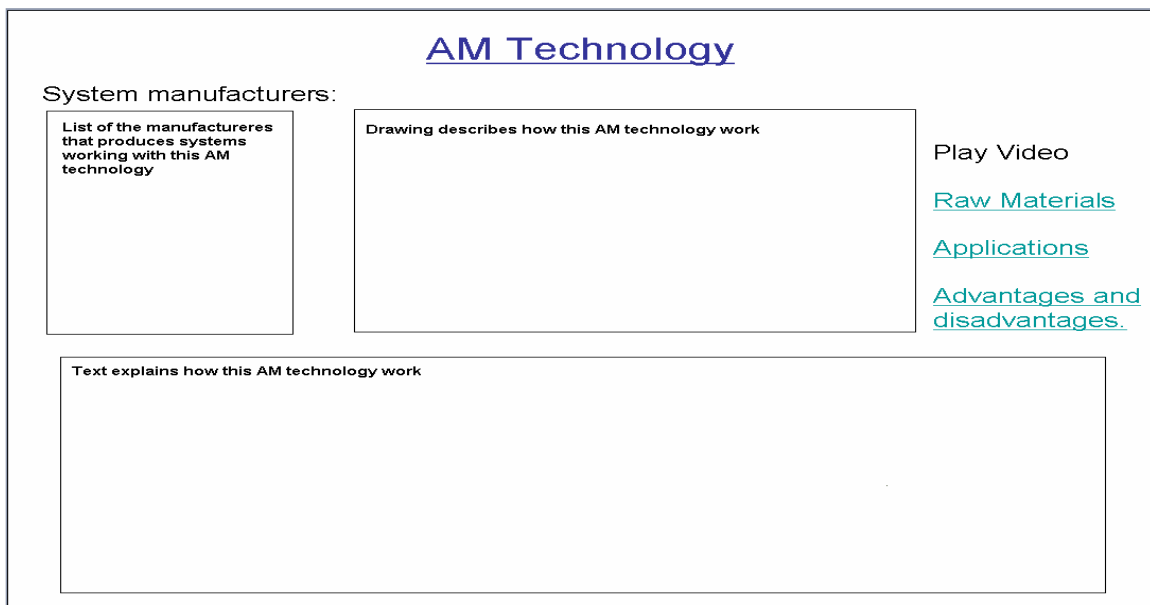 AM Technology
System manufacturers:
List of the manufactureres
that produces systems
working with this AM
technology
Drawing describes how this AM technology work
Play Video
Raw Materials
Applications
Advantages and
disadvantages.
Text explains how this AM technology work